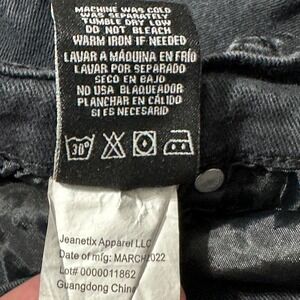 MACHINE WAS COLD
WAS SEPARATELY
TUMBLE DRY LOW
DO NOT BLEACH
WARM IRON IF NEEDED
LAVAR A MÁQUINA EN FRÍO
LAVAR POR SEPARADO
SECO EN BAJO
NO USA BLAQUEADOR
PLANCHAR EN CÁLIDO
SI ES NECESARIO
30°
Jeanetix Apparel LLC
Date of mfg: MARCH2022
Lot# 0000011862
Guangdong China